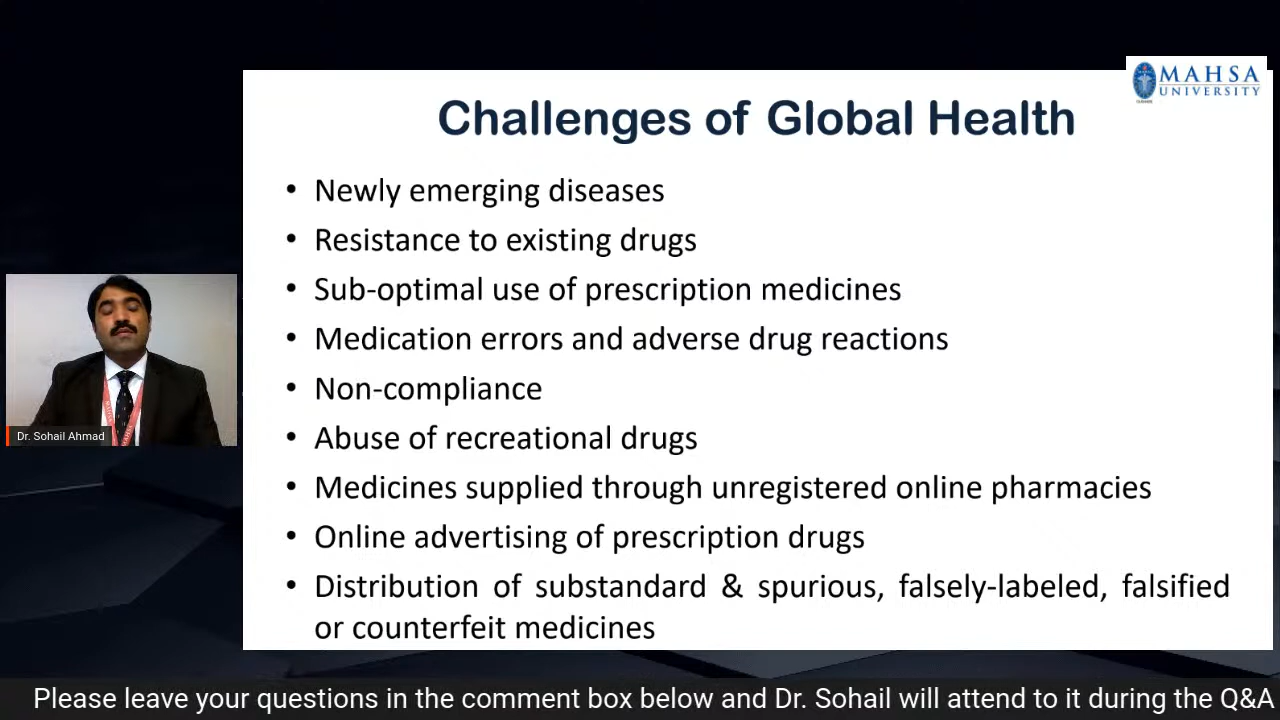 MAHSA
UNIVERSITY
Challenges of Global Health
• Newly emerging diseases
• Resistance to existing drugs
• Sub-optimal use of prescription medicines
• Medication errors and adverse drug reactions
• Non-compliance
• Abuse of recreational drugs
• Medicines supplied through unregistered online pharmacies
• Online advertising of prescription drugs
• Distribution of substandard & spurious, falsely-labeled, falsified
or counterfeit medicines
Dr. Sohail Ahmad
Please leave your questions in the comment box below and Dr. Sohail will attend to it during the Q&A